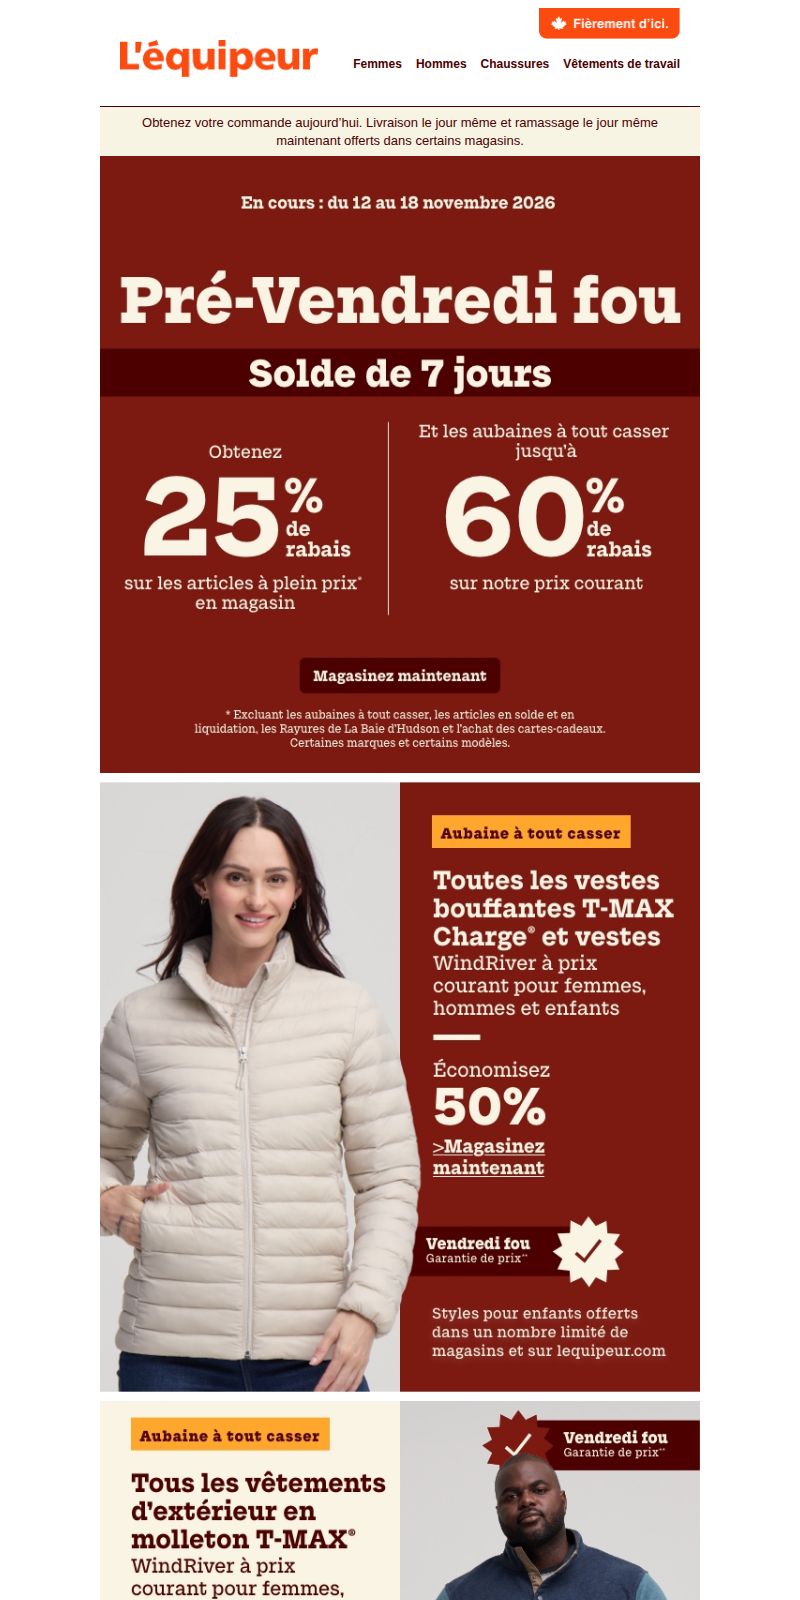 Fièrement d'ici.
L'équipeur
Femmes Hommes Chaussures Vêtements de travail
Obtenez votre commande aujourd'hui. Livraison le jour même et ramassage le jour même
maintenant offerts dans certains magasins.
En cours : du 12 au 18 novembre 2026
Pré-Vendredi fou
Solde de 7 jours
Obtenez
25%
de
rabais
sur les articles à plein prix*
en magasin
Et les aubaines à tout casser
jusqu'à
60%
de
rabais
sur notre prix courant
Magasinez maintenant
* Excluant les aubaines à tout casser, les articles en solde et en
liquidation, les Rayures de La Baie d'Hudson et l'achat des cartes-cadeaux.
Certaines marques et certains modèles.
Aubaine à tout casser
Toutes les vestes
bouffantes T-MAX
Charge® et vestes
WindRiver à prix
courant pour femmes,
hommes et enfants
Économisez
50%
>Magasinez
maintenant
Vendredi fou
Garantie de prix**
Styles pour enfants offerts
dans un nombre limité de
magasins et sur lequipeur.com
Aubaine à tout casser
Tous les vêtements
d'extérieur en
molleton T-MAX®
WindRiver à prix
courant pour femmes,
Vendredi fou
Garantie de prix**